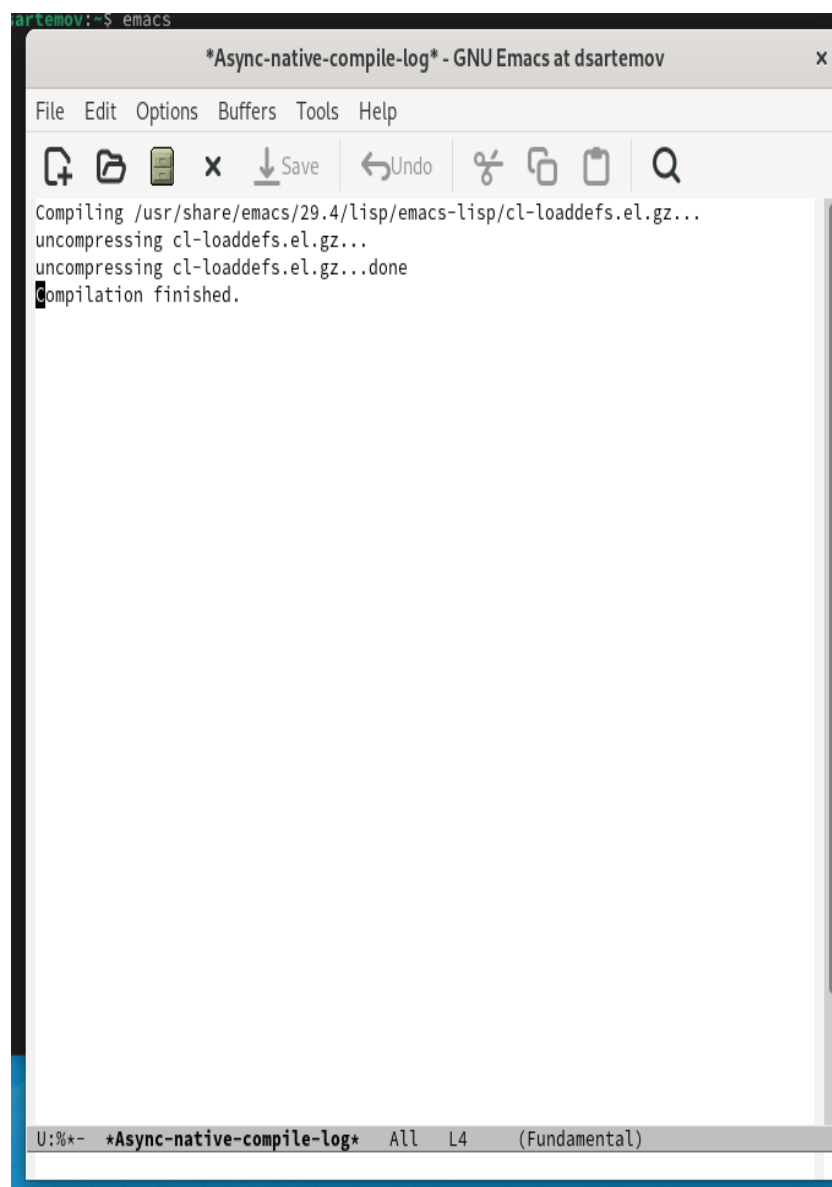 artemov:~$ emacs
*Async-native-compile-log* - GNU Emacs at dsartemov x
File Edit Options Buffers Tools Help
Save Undo
Compiling /usr/share/emacs/29.4/lisp/emacs-lisp/cl-loaddefs.el.gz...
uncompressing cl-loaddefs.el.gz...
uncompressing cl-loaddefs.el.gz...done
Compilation finished.
U:%*- *Async-native-compile-log* All L4 (Fundamental)